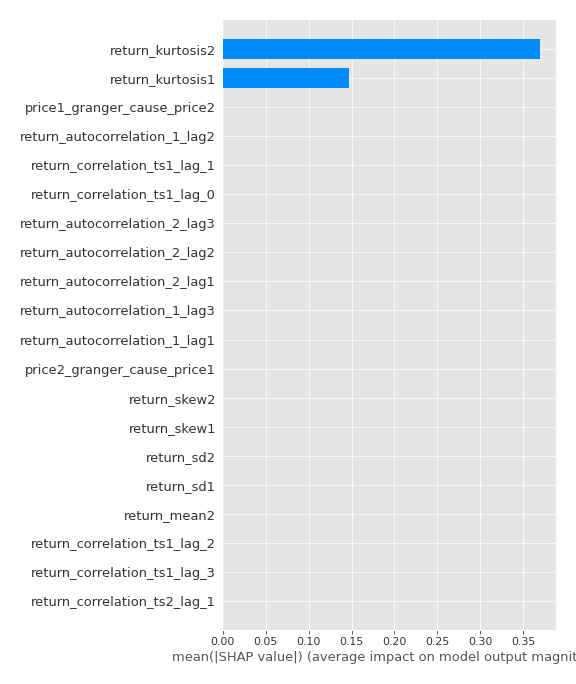 return_kurtosis2
return_kurtosis1
price1_granger_cause_price2
return_autocorrelation_1_lag2
return_correlation_ts1_lag_1
return_correlation_ts1_lag_0
return_autocorrelation_2_lag3
return_autocorrelation_2_lag2
return_autocorrelation_2_lag1
return_autocorrelation_1_lag3
return_autocorrelation_1_lag1
price2_granger_cause_price1
return_skew2
return_skew1
return_sd2
return_sd1
return_mean2
return_correlation_ts1_lag_2
return_correlation_ts1_lag_3
return_correlation_ts2_lag_1
0.00 0.05 0.10 0.15 0.20 0.25 0.30 0.35
mean(|SHAP value|) (average impact on model output magnit